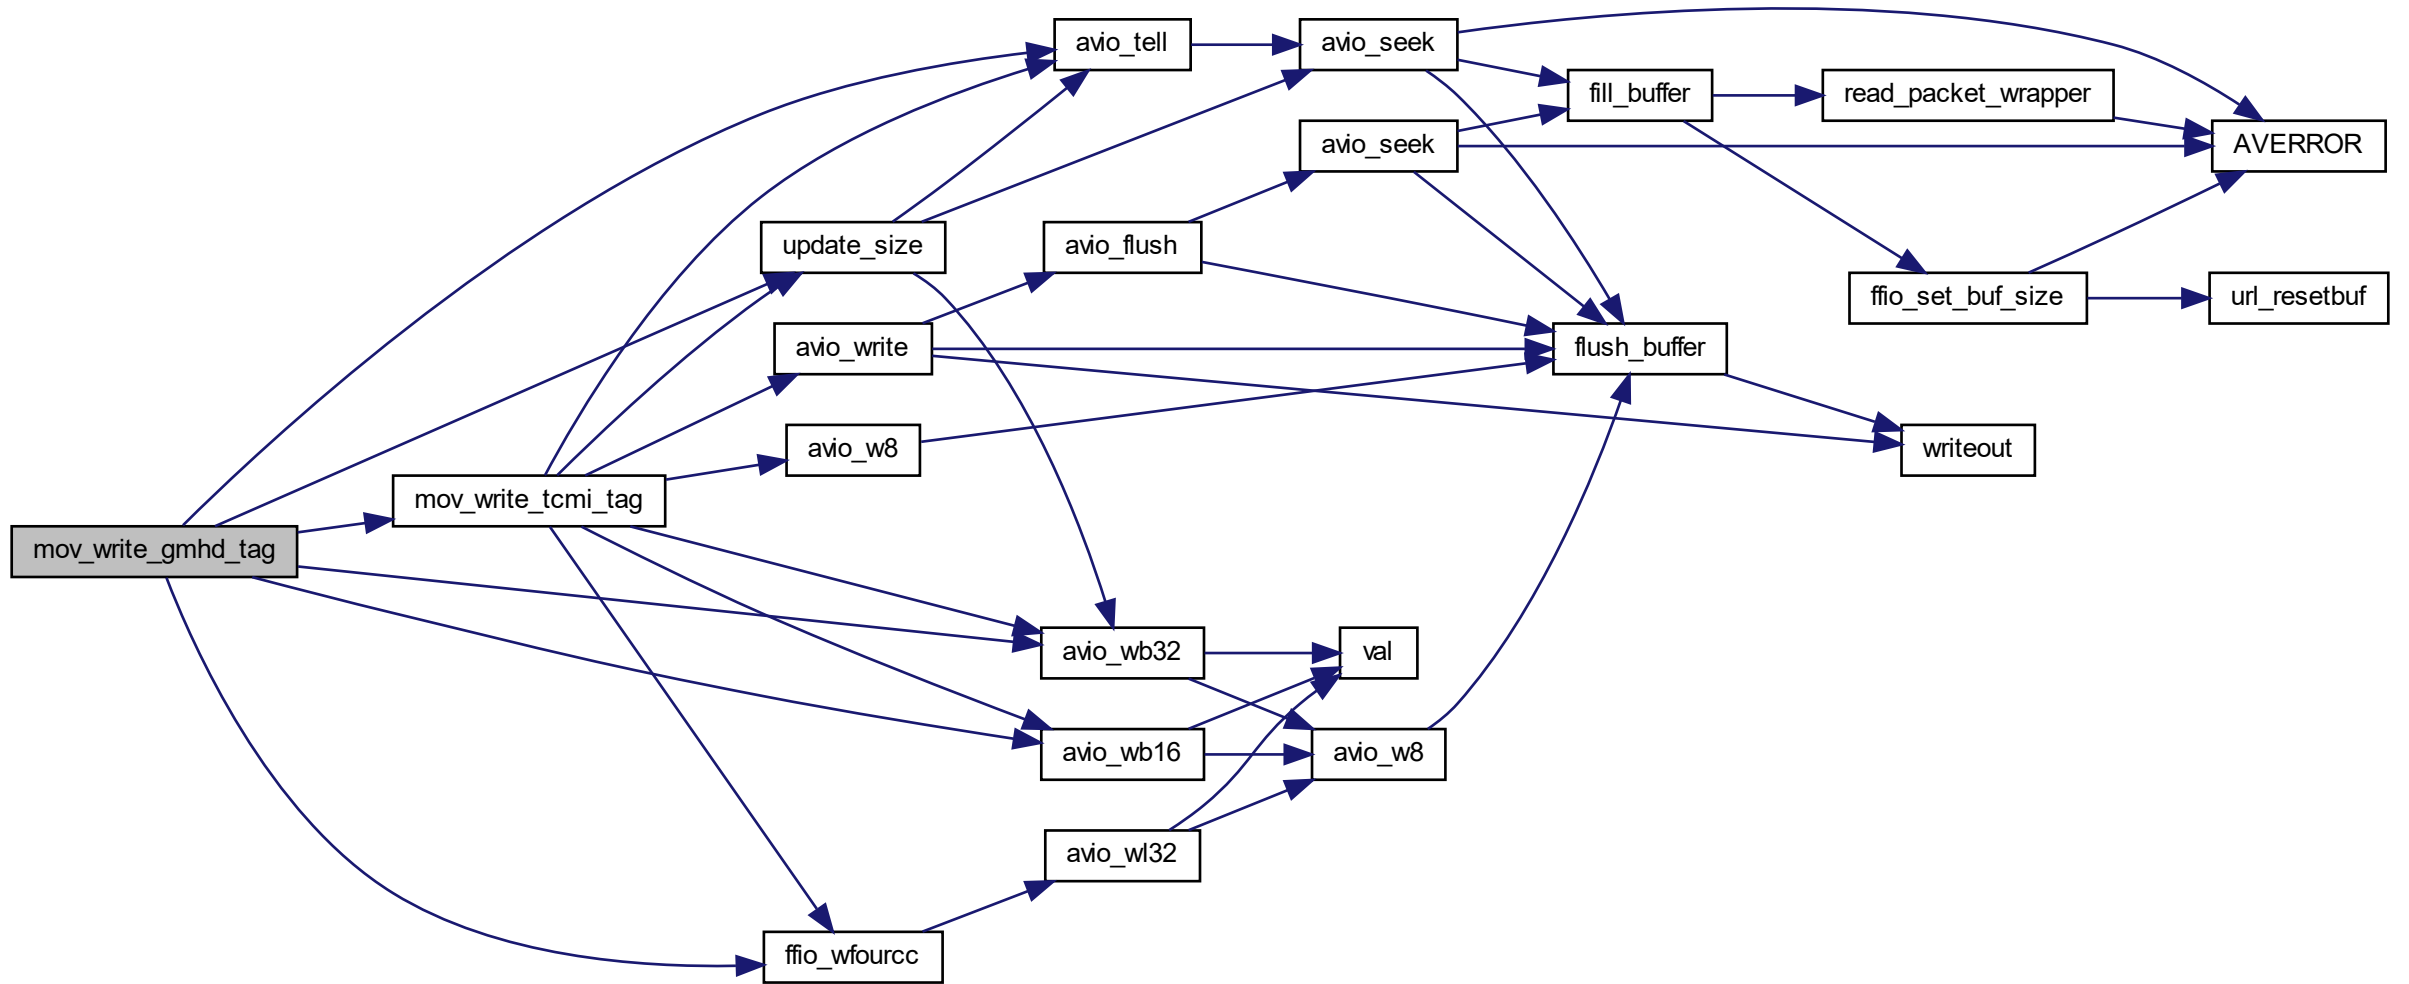 avio_tell
avio_seek
fill_buffer
read_packet_wrapper
avio_seek
AVERROR
update_size
avio_flush
ffio_set_buf_size
url_resetbuf
avio_write
flush_buffer
avio_w8
writeout
mov_write_tcmi_tag
mov_write_gmhd_tag
avio_wb32
val
avio_wb16
avio_w8
avio_wl32
ffio_wfourcc